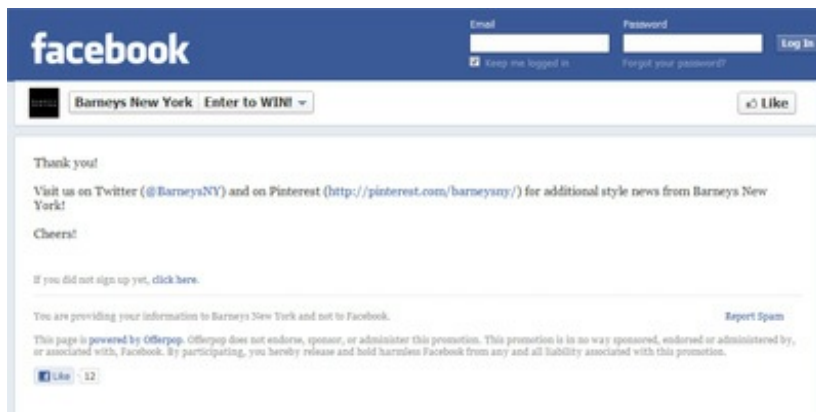 Email Password
facebook
Log In
Keep me logged in Forgot your password?
Barneys New York Enter to WIN!
Like
Thank you!
Visit us on Twitter (@BarneysNY) and on Pinterest (http://pinterest.com/barneysny/) for additional style news from Barneys New
York!
Cheers!
If you did not sign up yet, click here.
You are providing your information to Barneys New York and not to Facebook.
Report Spam
This page is powered by Offerpop. Offerpop does not endorse, sponsor, or administer this promotion. This promotion is in no way sponsored, endorsed or administered by,
or associated with, Facebook. By participating, you hereby release and hold harmless Facebook from any and all liability associated with this promotion.
Like 12